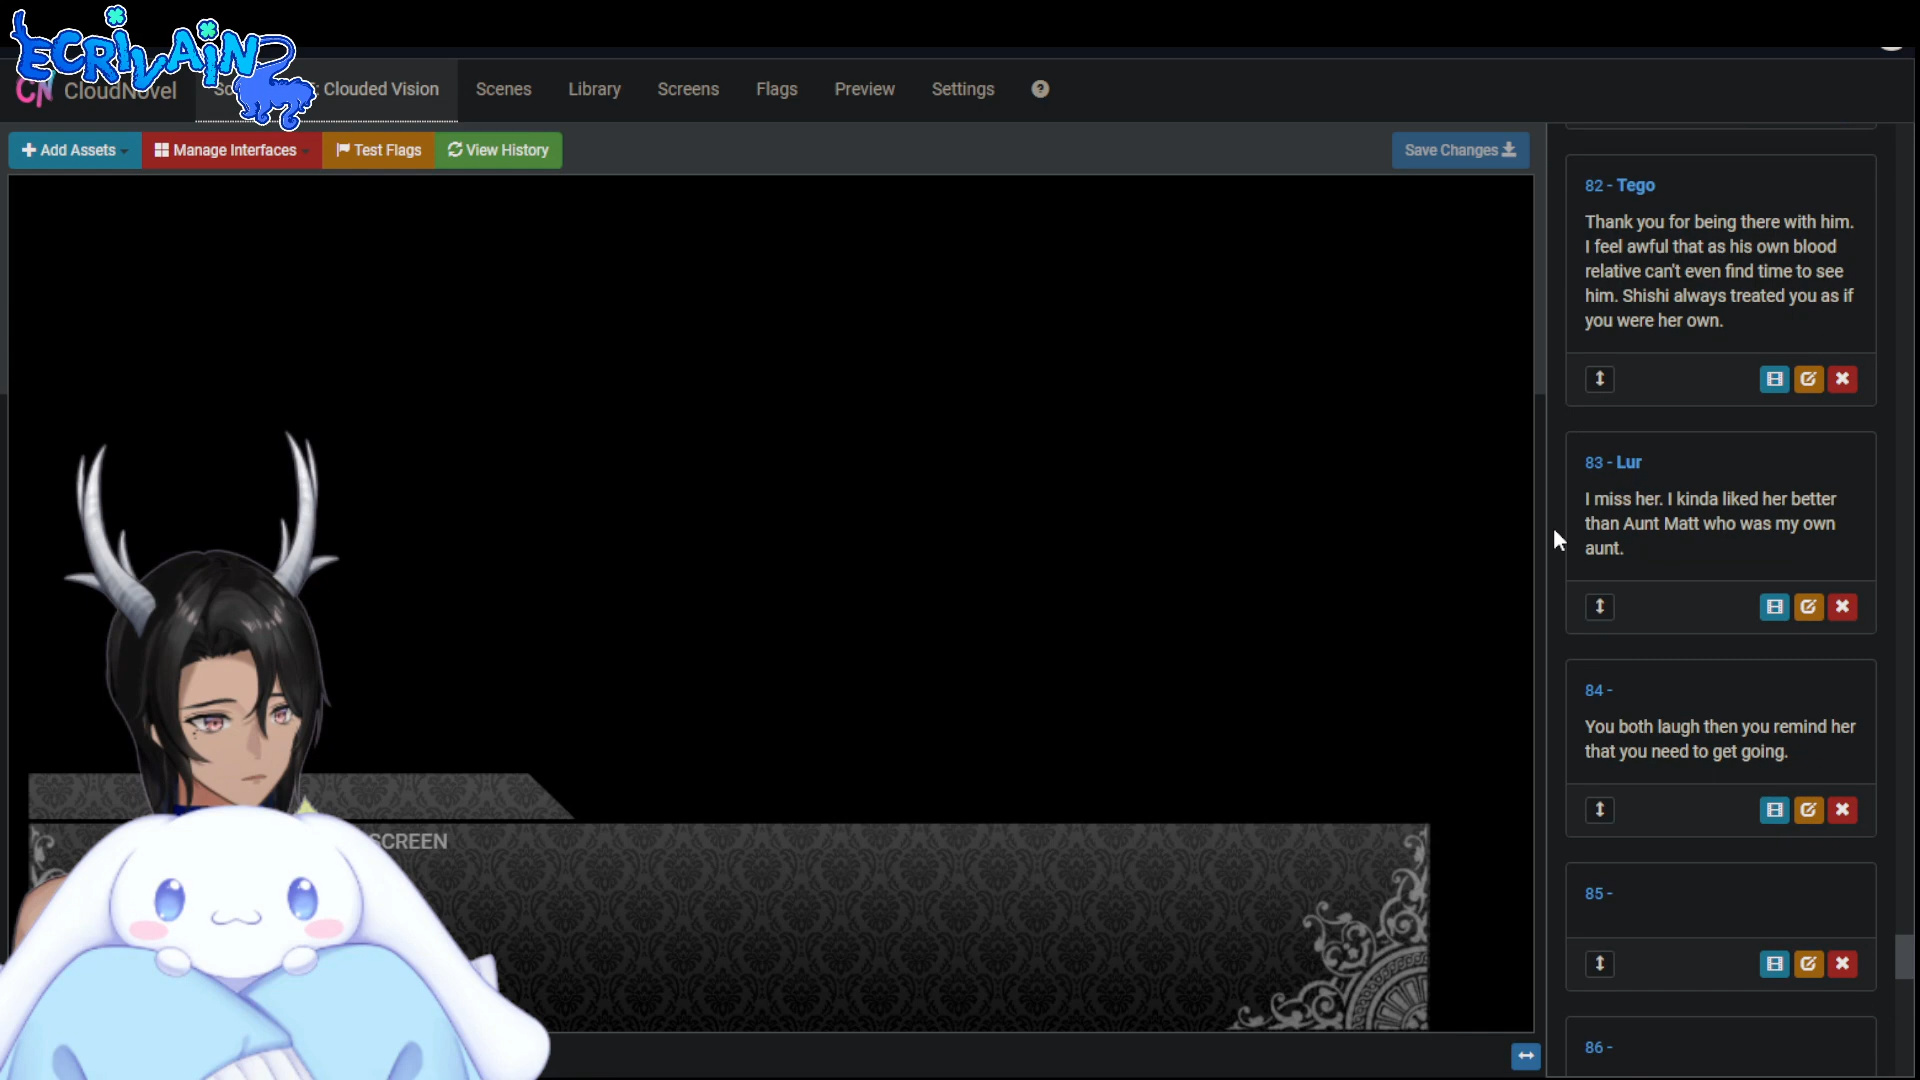 ECRIVAIN
CN CloudNovel
: Clouded Vision
Scenes
Library
Screens
Flags
Preview
Settings
?
Add Assets
Manage Interfaces
Test Flags
View History
Save Changes
82 - Tego
Thank you for being there with him.
I feel awful that as his own blood
relative can't even find time to see
him. Shishi always treated you as if
you were her own.
83 - Lur
I miss her. I kinda liked her better
than Aunt Matt who was my own
aunt.
84 -
You both laugh then you remind her
that you need to get going.
85 -
86 -
SCREEN